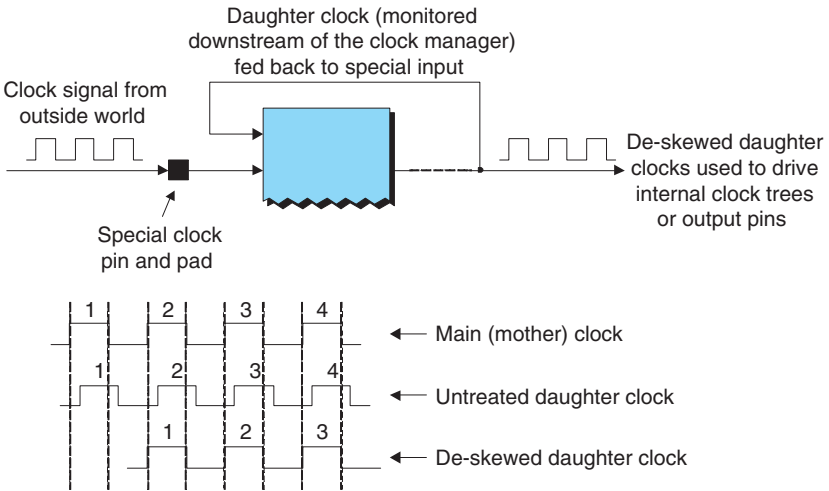 Daughter clock (monitored
downstream of the clock manager)
fed back to special input
Clock signal from
outside world
De-skewed daughter
clocks used to drive
internal clock trees
or output pins
Special clock
pin and pad
1 2 3 4
Main (mother) clock
1 2 3 4
Untreated daughter clock
1 2 3
De-skewed daughter clock